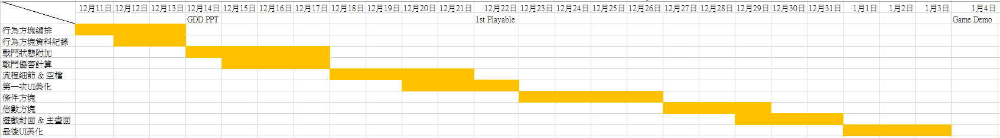 12月11日 12月12日 12月13日 12月14日 12月15日 12月16日 12月17日 12月18日 12月19日 12月20日 12月21日 12月22日 12月23日 12月24日 12月25日 12月26日 12月27日 12月28日 12月29日 12月30日 12月31日 1月1日 1月2日 1月3日 1月4日
GDD PPT 1st Playable Game Demo
行為方塊編排
行為方塊資料紀錄
戰鬥狀態附加
戰鬥傷害計算
流程細節 & 空檔
第一次UI美化
條件方塊
倍數方塊
遊戲封面 & 主畫面
最後UI美化